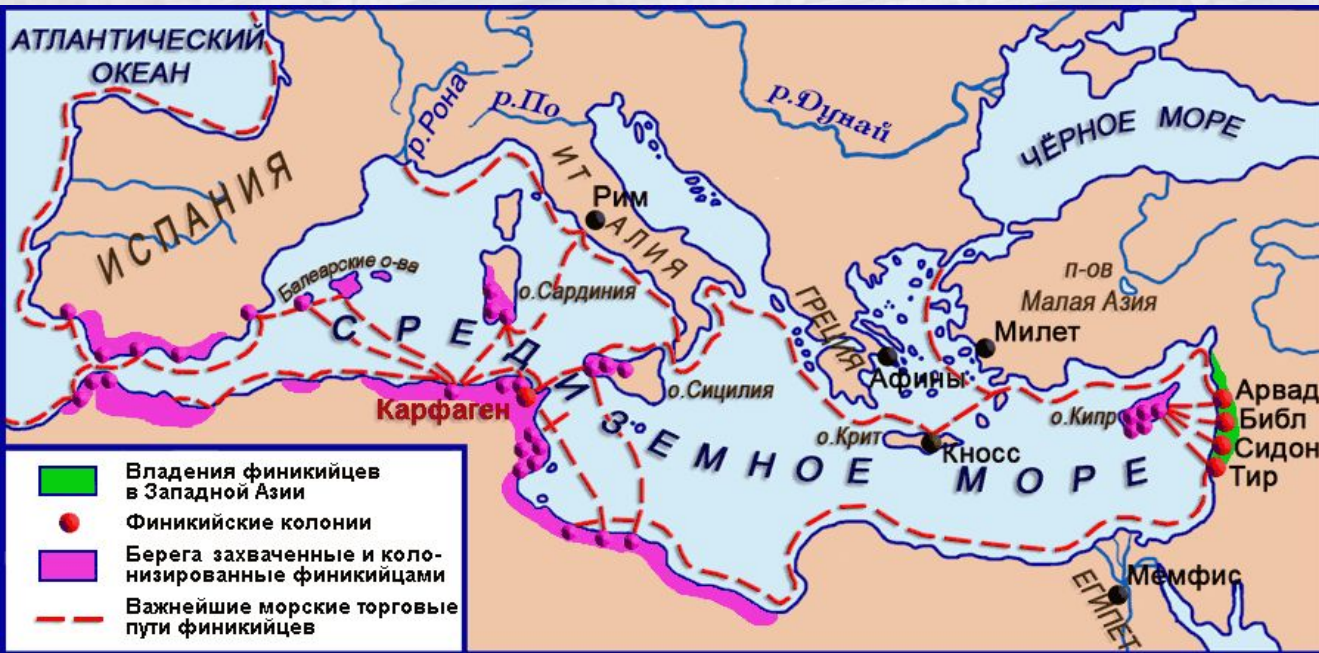 АТЛАНТИЧЕСКИЙ
ОКЕАН
р.Рона
р.По
р.Дунай
ЧЁРНОЕ МОРЕ
ИСПАНИЯ
ИТАЛИЯ
Рим
Балеарские о-ва
о.Сардиния
ГРЕЦИЯ
п-ов
Малая Азия
Милет
Афины
о.Сицилия
СРЕДИЗЕМНОЕ МОРЕ
Карфаген
о.Крит
Кносс
о.Кипр
Арвад
Библ
Сидон
Тир
Мемфис
ЕГИПЕТ
Владения финикийцев
в Западной Азии
Финикийские колонии
Берега захваченные и коло-
низированные финикийцами
Важнейшие морские торговые
пути финикийцев